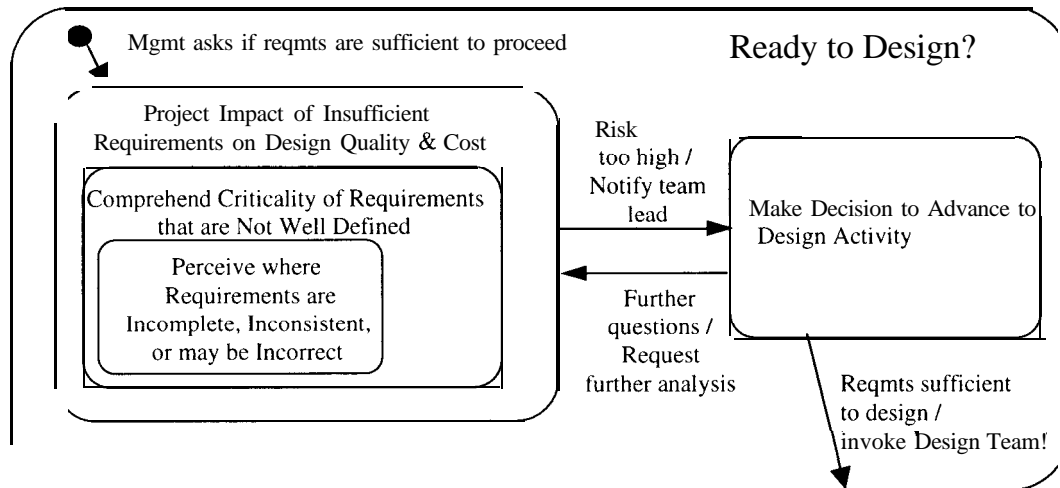 Mgmt asks if reqmts are sufficient to proceed
Ready to Design?
Project Impact of Insufficient
Requirements on Design Quality & Cost
Comprehend Criticality of Requirements
that are Not Well Defined
Perceive where
Requirements are
Incomplete, Inconsistent,
or may be Incorrect
Risk
too high /
Notify team
lead
Further
questions /
Request
further analysis
Make Decision to Advance to
Design Activity
Reqmts sufficient
to design /
invoke Design Team!